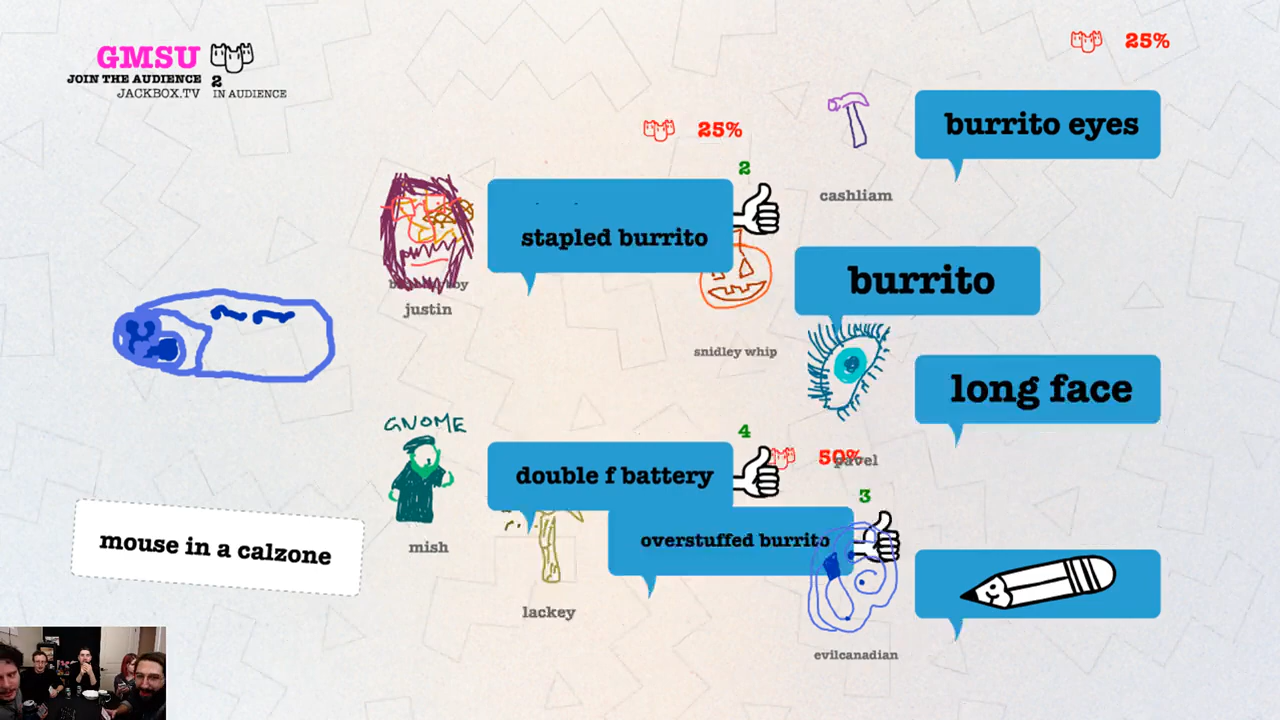 GMSU
JOIN THE AUDIENCE
JACKBOX.TV
2
IN AUDIENCE
25%
burrito eyes
cashliam
25%
2
stapled burrito
justin
burrito
snidley whip
long face
pavel
GNOME
4
double f battery
50%
mish
3
overstuffed burrito
lackey
evilcanadian
mouse in a calzone